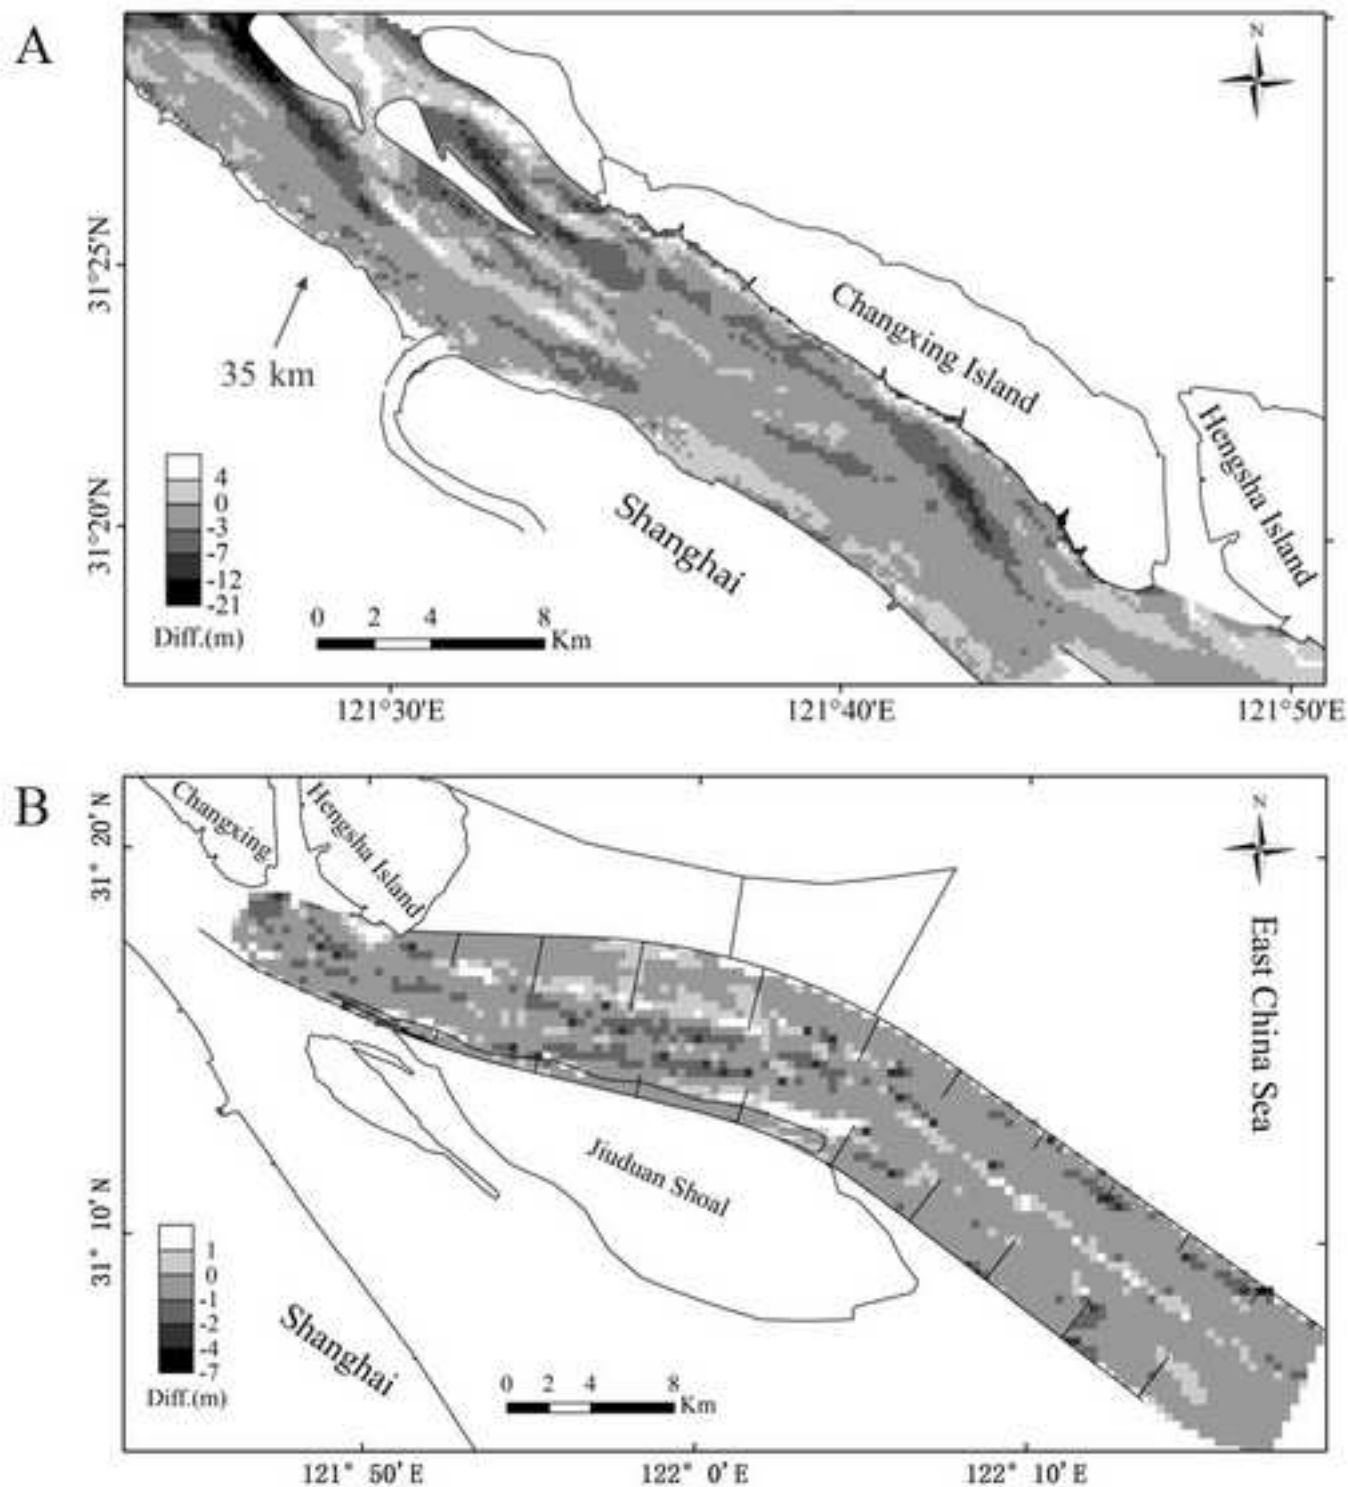 A
N
31°25'N
31°20'N
35 km
Changxing Island
Hengsha Island
Shanghai
4
0
-3
-7
-12
-21
Diff.(m)
0 2 4 8
Km
121°30'E 121°40'E 121°50'E
B
N
31° 20' N
31° 10' N
Changxing
Hengsha Island
East China Sea
Jiuduan Shoal
Shanghai
1
0
-1
-2
-4
-7
Diff.(m)
0 2 4 8
Km
121° 50' E 122° 0' E 122° 10' E